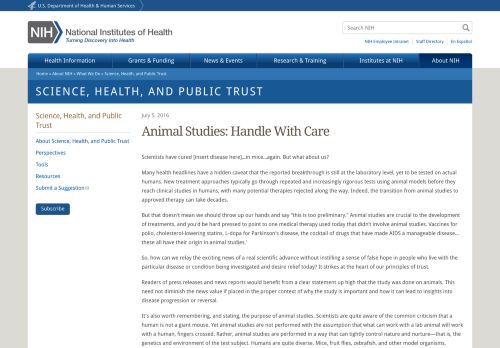 U.S. Department of Health & Human Services
NIH National Institutes of Health
Turning Discovery Into Health
Search NIH
NIH Employee Intranet | Staff Directory | En Español
Health Information
Grants & Funding
News & Events
Research & Training
Institutes at NIH
About NIH
Home » About NIH » What We Do » Science, Health, and Public Trust
SCIENCE, HEALTH, AND PUBLIC TRUST
Science, Health, and Public
Trust
About Science, Health, and Public Trust
Perspectives
Tools
Resources
Submit a Suggestion
Subscribe
July 5, 2016
Animal Studies: Handle With Care
Scientists have cured [insert disease here]…in mice…again. But what about us?
Many health headlines have a hidden caveat that the reported breakthrough is still at the laboratory level, yet to be tested on actual
humans. New treatment approaches typically go through repeated and increasingly rigorous tests using animal models before they
reach clinical studies in humans, with many potential therapies rejected along the way. Indeed, the transition from animal studies to
approved therapy can take decades.
But that doesn't mean we should throw up our hands and say "this is too preliminary." Animal studies are crucial to the development
of treatments, and you'd be hard pressed to point to one medical therapy used today that didn't involve animal studies. Vaccines for
polio, cholesterol-lowering statins, L-dopa for Parkinson's disease, the cocktail of drugs that have made AIDS a manageable disease…
these all have their origin in animal studies.
So, how can we relay the exciting news of a real scientific advance without instilling a sense of false hope in people who live with the
particular disease or condition being investigated and desire relief today? It strikes at the heart of our principles of trust.
Readers of press releases and news reports would benefit from a clear statement up high that the study was done on animals. This
need not diminish the news value if placed in the proper context of why the study is important and how it can lead to insights into
disease progression or reversal.
It's also worth remembering, and stating, the purpose of animal studies. Scientists are quite aware of the common criticism that a
human is not a giant mouse. Yet animal studies are not performed with the assumption that what can work with a lab animal will work
with a human, fingers crossed. Rather, animal studies are performed in a way that can tightly control nature and nurture—that is, the
genetics and environment of the test subject. Humans are quite diverse. Mice, fruit flies, zebrafish, and other model organisms,